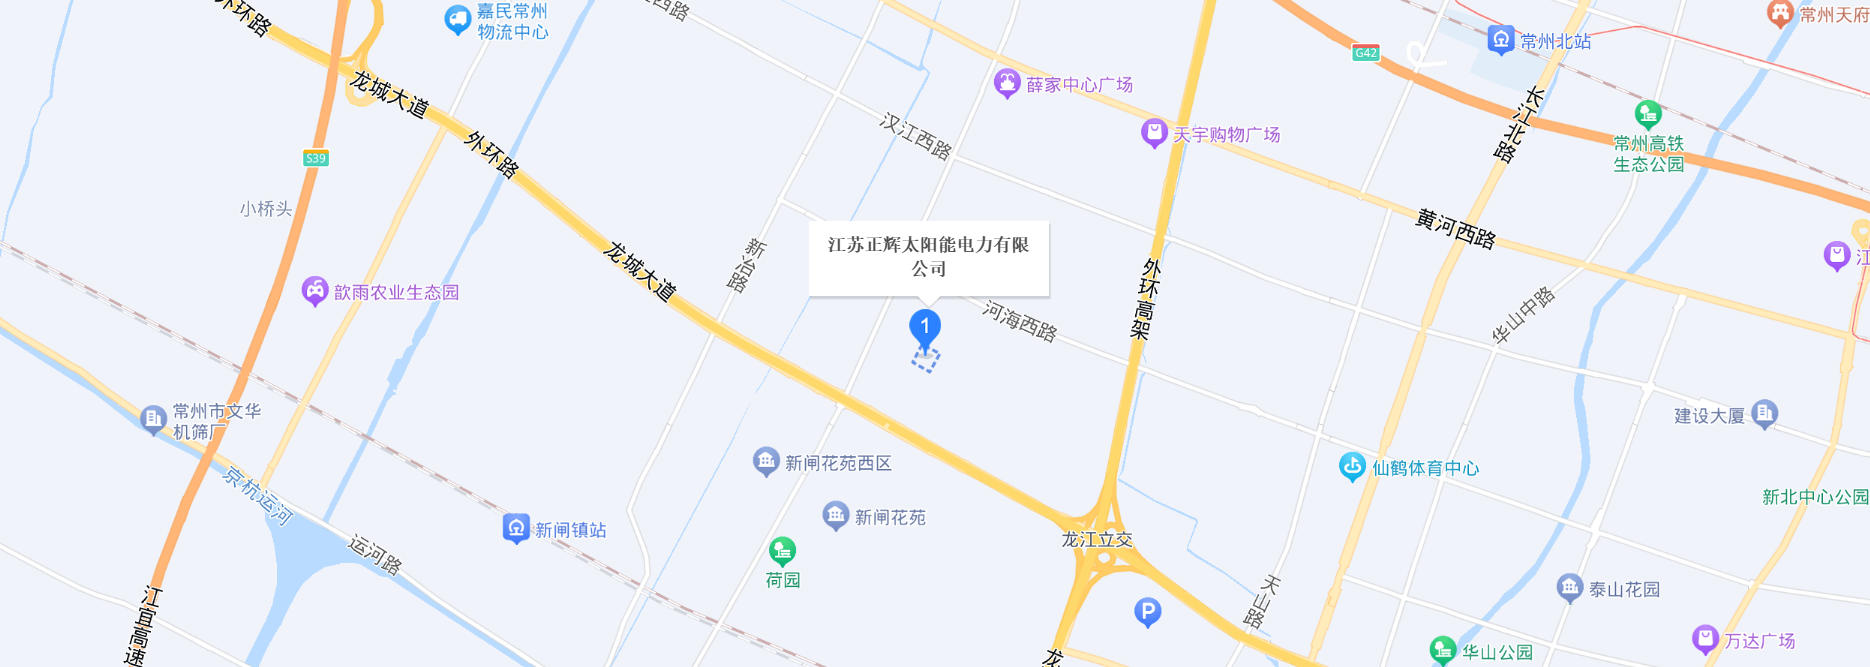 外环路
嘉民常州
物流中心
西路
常州天府
G42
常州北站
龙城大道
薛家中心广场
长江北路
汉江西路
天宇购物广场
常州高铁
生态公园
外环路
S39
小桥头
黄河西路
江苏正辉太阳能电力有限
公司
新冶路
龙城大道
江
外环高架
歆雨农业生态园
河海西路
华山中路
1
常州市文华
机筛厂
建设大厦
新闸花苑西区
仙鹤体育中心
京杭运河
新北中心公园
新闸镇站
新闸花苑
龙江立交
运河路
荷园
天山路
泰山花园
江宜高速
P
万达广场
华山公园
龙